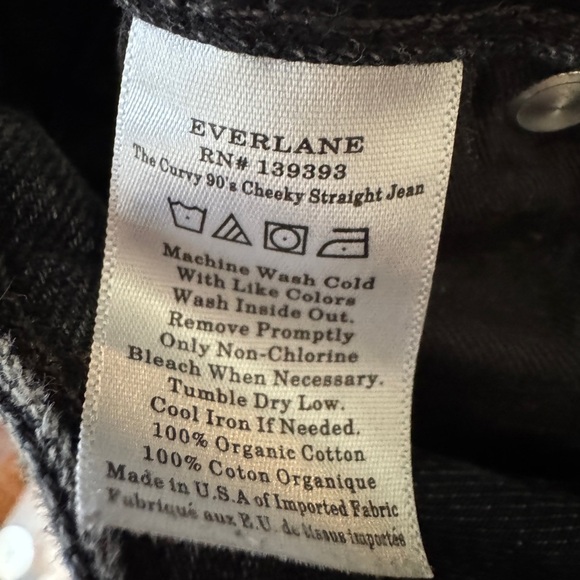 EVERLANE
RN# 139393
The Curvy 90's Cheeky Straight Jean
Machine Wash Cold
With Like Colors
Wash Inside Out.
Remove Promptly
Only Non-Chlorine
Bleach When Necessary.
Tumble Dry Low.
Cool Iron If Needed.
100% Organic Cotton
100% Coton Organique
Made in U.S.A of Imported Fabric
Fabriqué aux E.U. de tissus importés